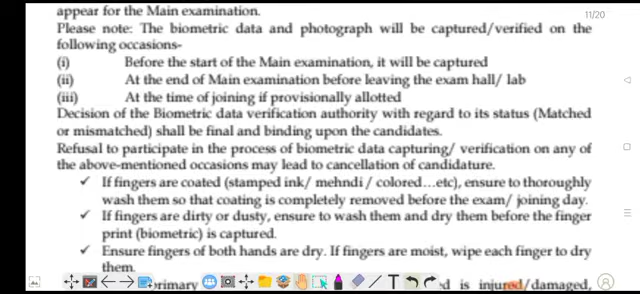 appear for the Main examination.
11/20
Please note: The biometric data and photograph will be captured/verified on the
following occasions-
(i) Before the start of the Main examination, it will be captured
(ii) At the end of Main examination before leaving the exam hall/ lab
(iii) At the time of joining if provisionally allotted
Decision of the Biometric data verification authority with regard to its status (Matched
or mismatched) shall be final and binding upon the candidates.
Refusal to participate in the process of biometric data capturing/ verification on any of
the above-mentioned occasions may lead to cancellation of candidature.
✓ If fingers are coated (stamped ink/ mehndi / colored...etc), ensure to thoroughly
wash them so that coating is completely removed before the exam/ joining day.
✓ If fingers are dirty or dusty, ensure to wash them and dry them before the finger
print (biometric) is captured.
✓ Ensure fingers of both hands are dry. If fingers are moist, wipe each finger to dry
them.
primary is injured/damaged,